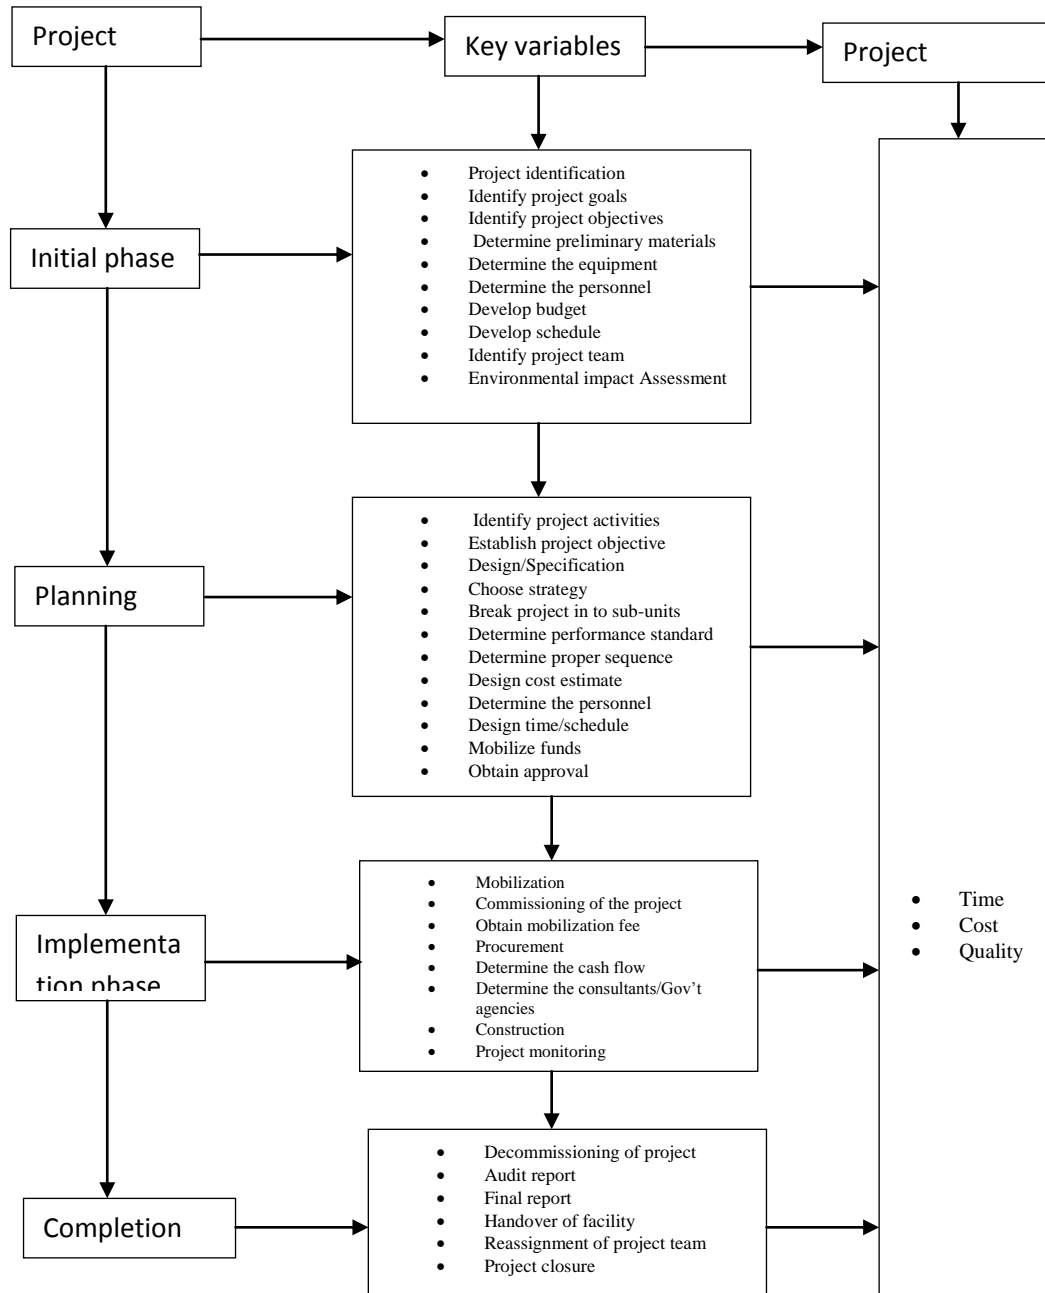 Project
Key variables
Project
Initial phase
• Project identification
• Identify project goals
• Identify project objectives
• Determine preliminary materials
• Determine the equipment
• Determine the personnel
• Develop budget
• Develop schedule
• Identify project team
• Environmental impact Assessment
Planning
• Identify project activities
• Establish project objective
• Design/Specification
• Choose strategy
• Break project in to sub-units
• Determine performance standard
• Determine proper sequence
• Design cost estimate
• Determine the personnel
• Design time/schedule
• Mobilize funds
• Obtain approval
Implementa
tion phase
• Mobilization
• Commissioning of the project
• Obtain mobilization fee
• Procurement
• Determine the cash flow
• Determine the consultants/Gov’t
agencies
• Construction
• Project monitoring
• Time
• Cost
• Quality
Completion
• Decommissioning of project
• Audit report
• Final report
• Handover of facility
• Reassignment of project team
• Project closure